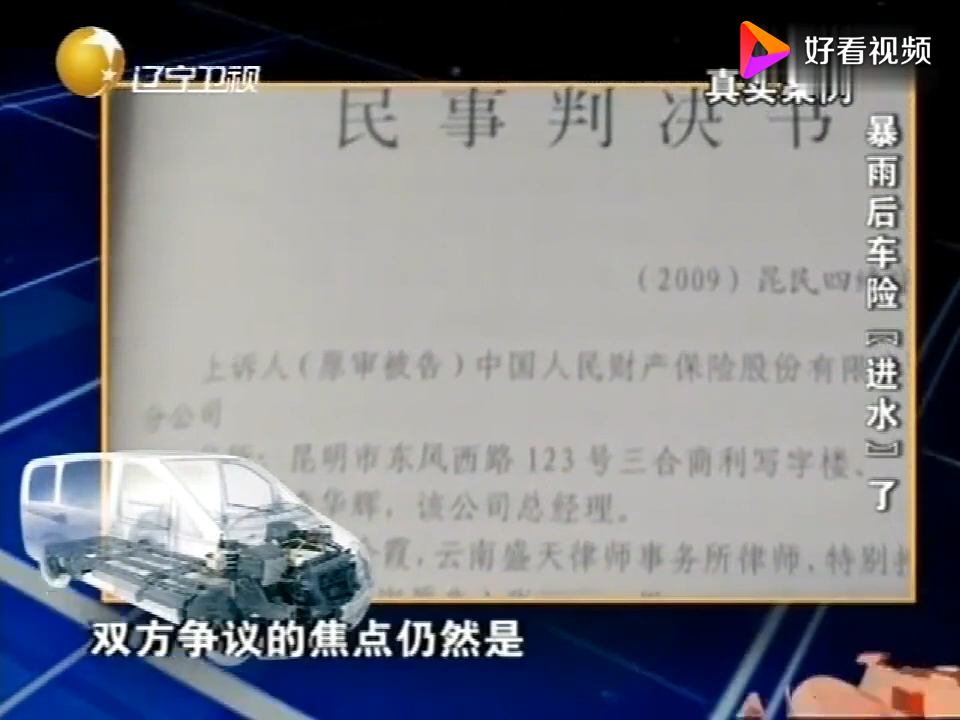 辽宁卫视
好看视频
真实案例
暴雨后车险〖进水〗了
民事判决书
（2009）昆民四
上诉人（原审被告）中国人民财产保险股份有限
分公司
昆明市东风西路123号三合商利写字楼、
华辉，该公司总经理。
霞，云南盛天律师事务所律师，特别
双方争议的焦点仍然是